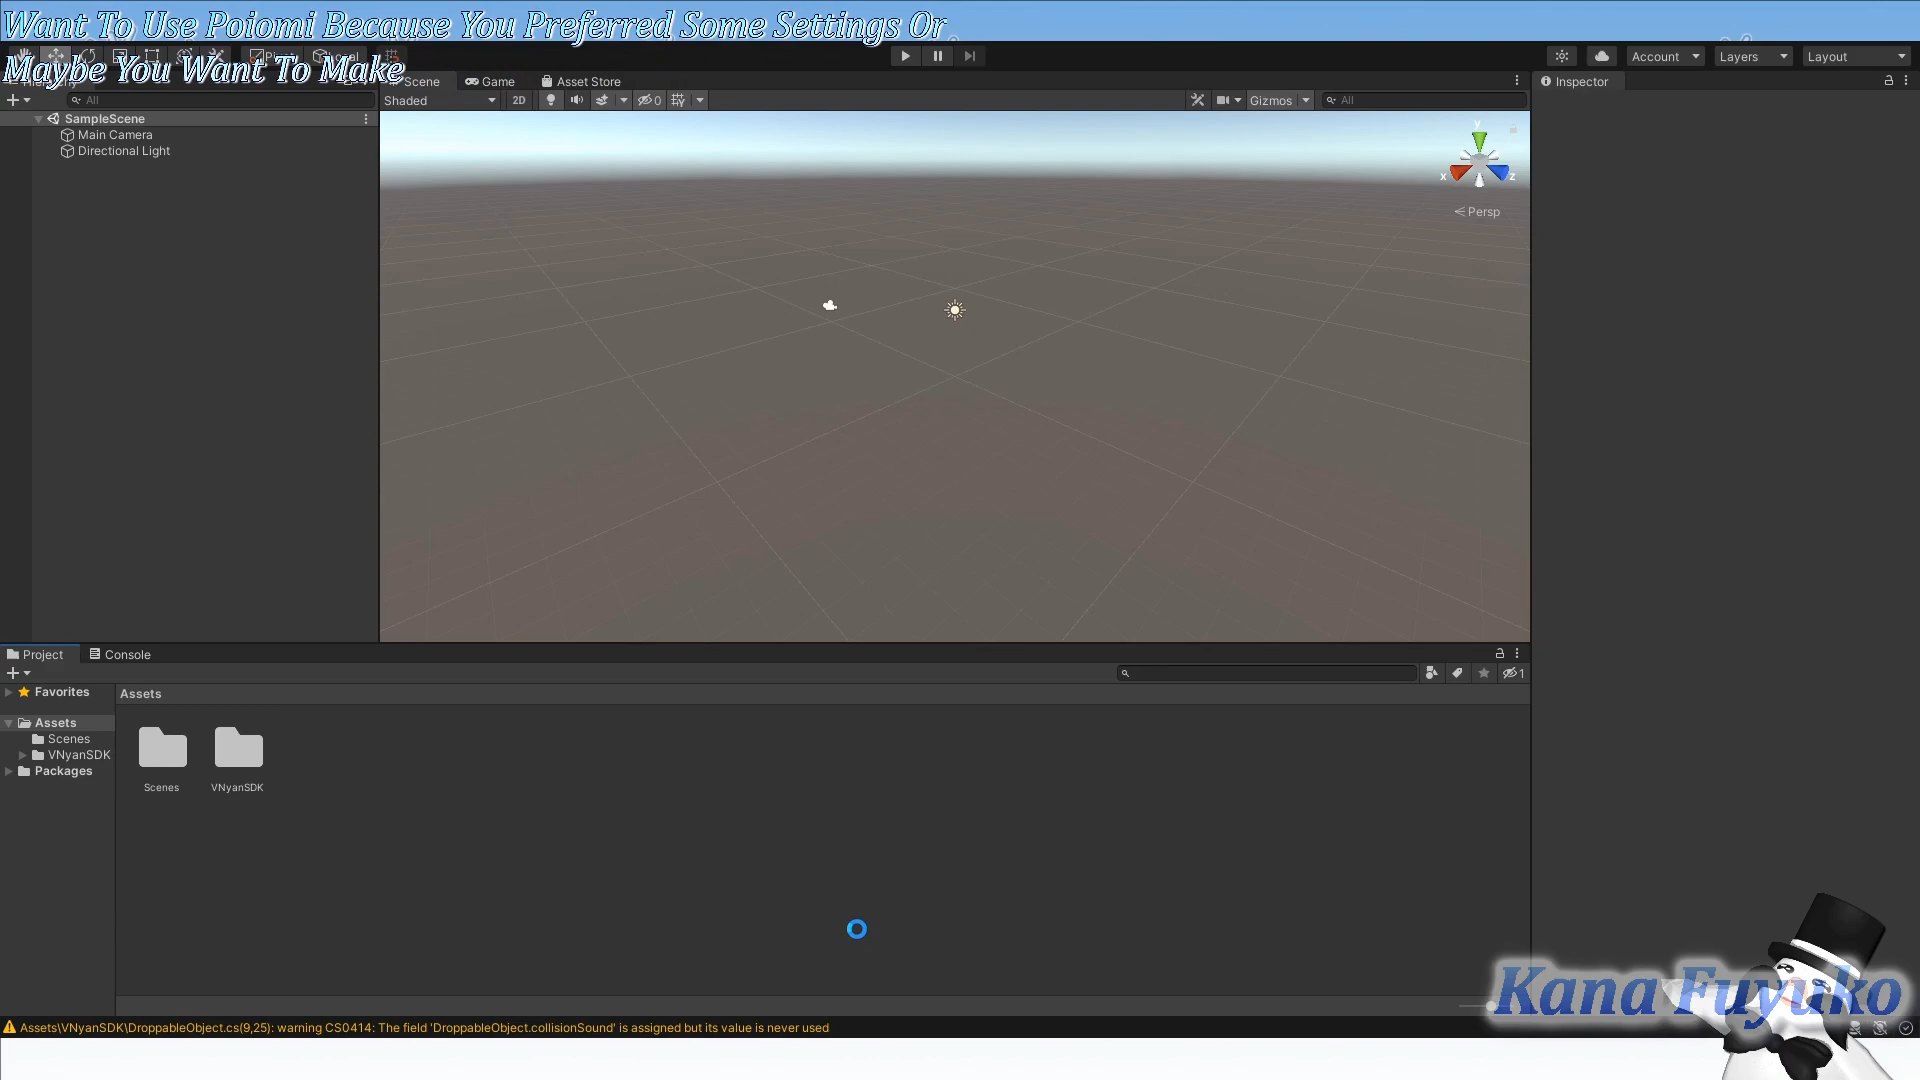 Want To Use Poiomi Because You Preferred Some Settings Or
Maybe You Want To Make
Account
Layers
Layout
Scene
Game
Asset Store
Inspector
All
Shaded
2D
0
Gizmos
All
SampleScene
Main Camera
Directional Light
y
x
z
Persp
Project
Console
1
Favorites
Assets
Assets
Scenes
VNyanSDK
Packages
Scenes
VNyanSDK
Kana Fuyuko
Assets\VNyanSDK\DroppableObject.cs(9,25): warning CS0414: The field 'DroppableObject.collisionSound' is assigned but its value is never used